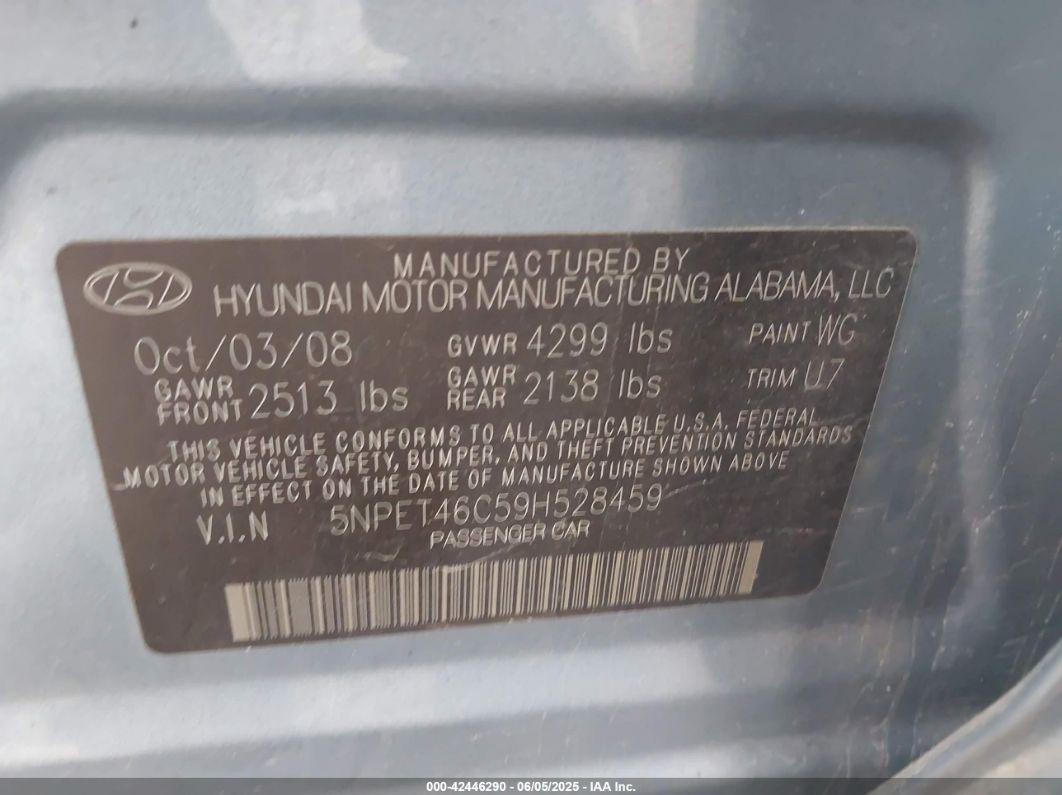 MANUFACTURED BY
HYUNDAI MOTOR MANUFACTURING ALABAMA, LLC
Oct/03/08 GVWR 4299 lbs PAINT WG
GAWR FRONT 2513 lbs GAWR REAR 2138 lbs TRIM U7
THIS VEHICLE CONFORMS TO ALL APPLICABLE U.S.A. FEDERAL
MOTOR VEHICLE SAFETY, BUMPER, AND THEFT PREVENTION STANDARDS
IN EFFECT ON THE DATE OF MANUFACTURE SHOWN ABOVE
V.I.N 5NPET46C59H528459
PASSENGER CAR
000-42446290 - 06/05/2025 - IAA Inc.